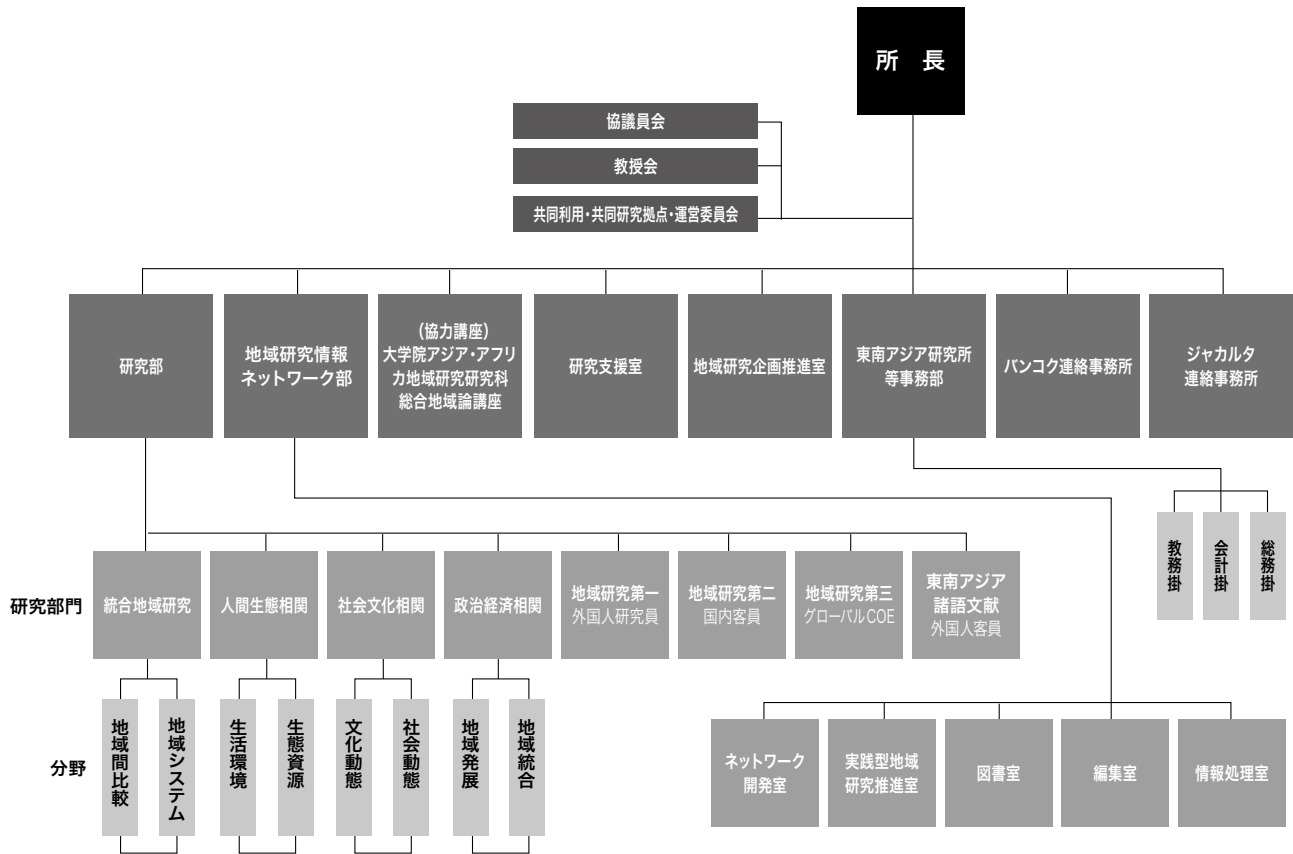 所　長
協議員会
教授会
共同利用・共同研究拠点・運営委員会
研究部
地域研究情報
ネットワーク部
(協力講座)
大学院アジア・アフリ
カ地域研究研究科
総合地域論講座
研究支援室
地域研究企画推進室
東南アジア研究所
等事務部
バンコク連絡事務所
ジャカルタ
連絡事務所
教務掛
会計掛
総務掛
研究部門
統合地域研究
人間生態相関
社会文化相関
政治経済相関
地域研究第一
外国人研究員
地域研究第二
国内客員
地域研究第三
グローバルCOE
東南アジア
諸語文献
外国人客員
分野
地域間比較
地域システム
生活環境
生態資源
文化動態
社会動態
地域発展
地域統合
ネットワーク
開発室
実践型地域
研究推進室
図書室
編集室
情報処理室